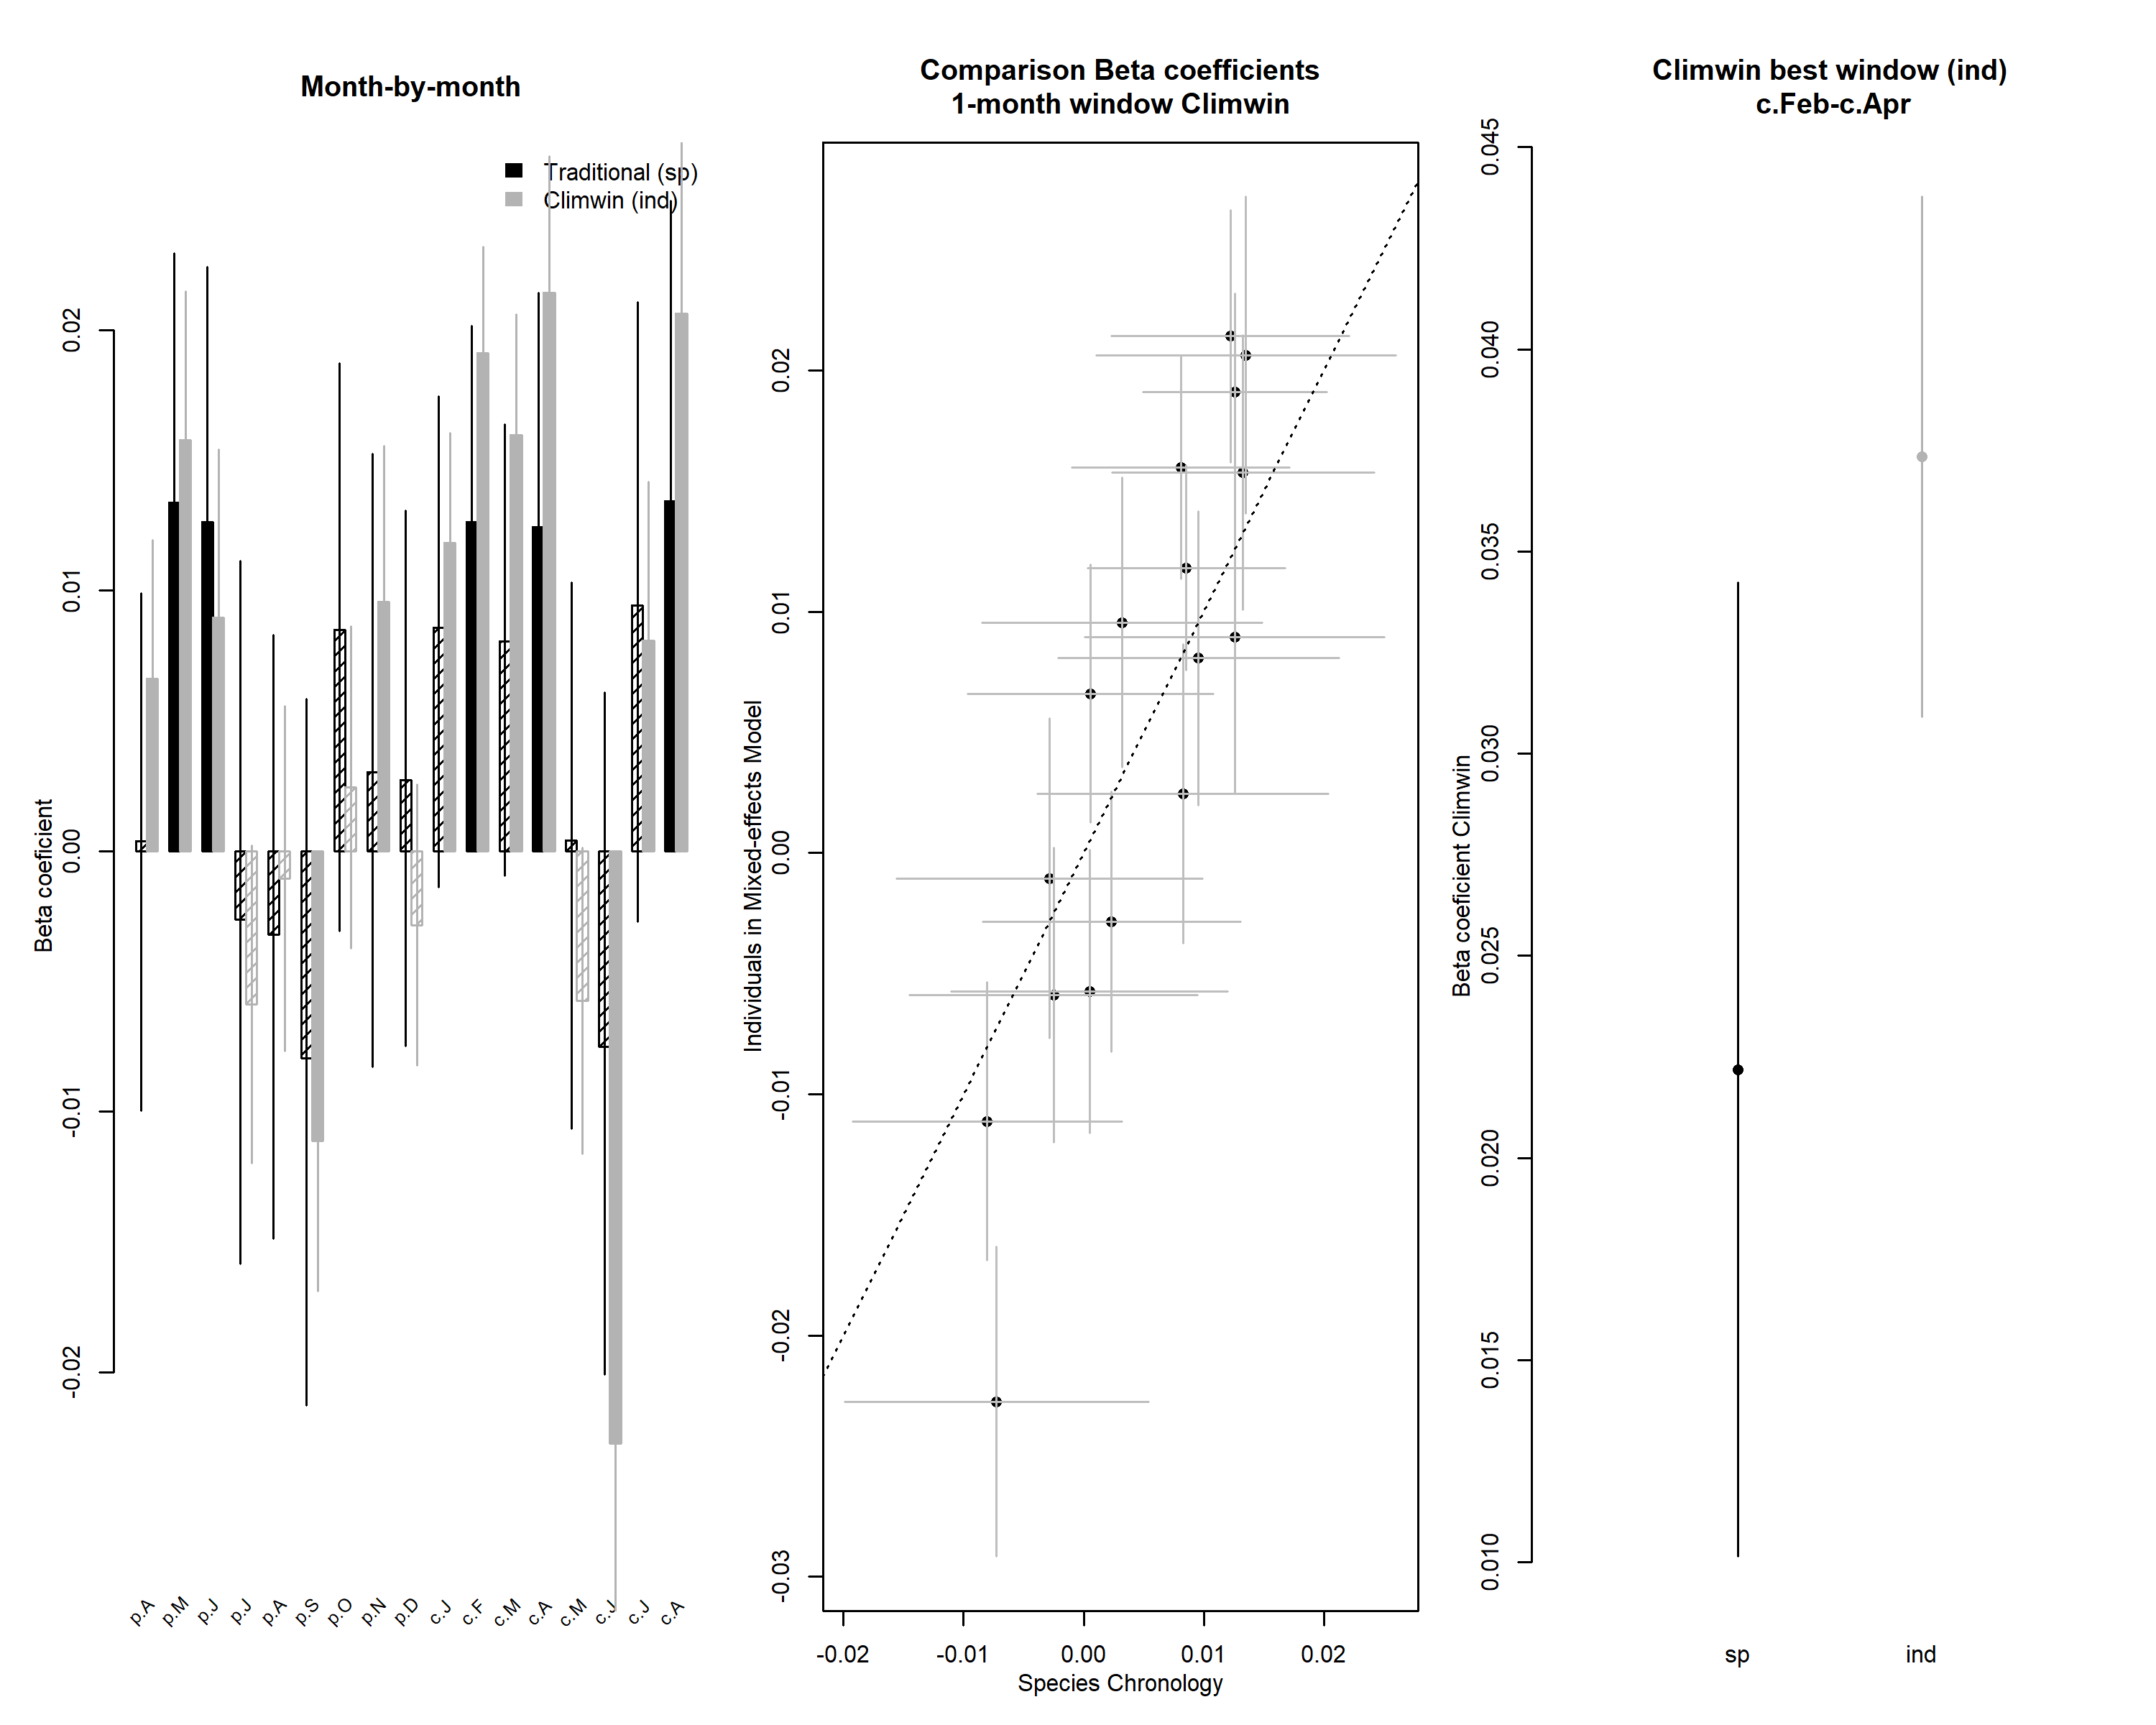 Month-by-month
Traditional (sp)
Climwin (ind)
Beta coeficient
0.02
0.01
0.00
-0.01
-0.02
p.A
p.M
p.J
p.J
p.A
p.S
p.O
p.N
p.D
c.J
c.F
c.M
c.A
c.M
c.J
c.J
c.A
Comparison Beta coefficients
1-month window Climwin
Individuals in Mixed-effects Model
0.02
0.01
0.00
-0.01
-0.02
-0.03
-0.02
-0.01
0.00
0.01
0.02
Species Chronology
Climwin best window (ind)
c.Feb-c.Apr
Beta coeficient Climwin
0.045
0.040
0.035
0.030
0.025
0.020
0.015
0.010
sp
ind